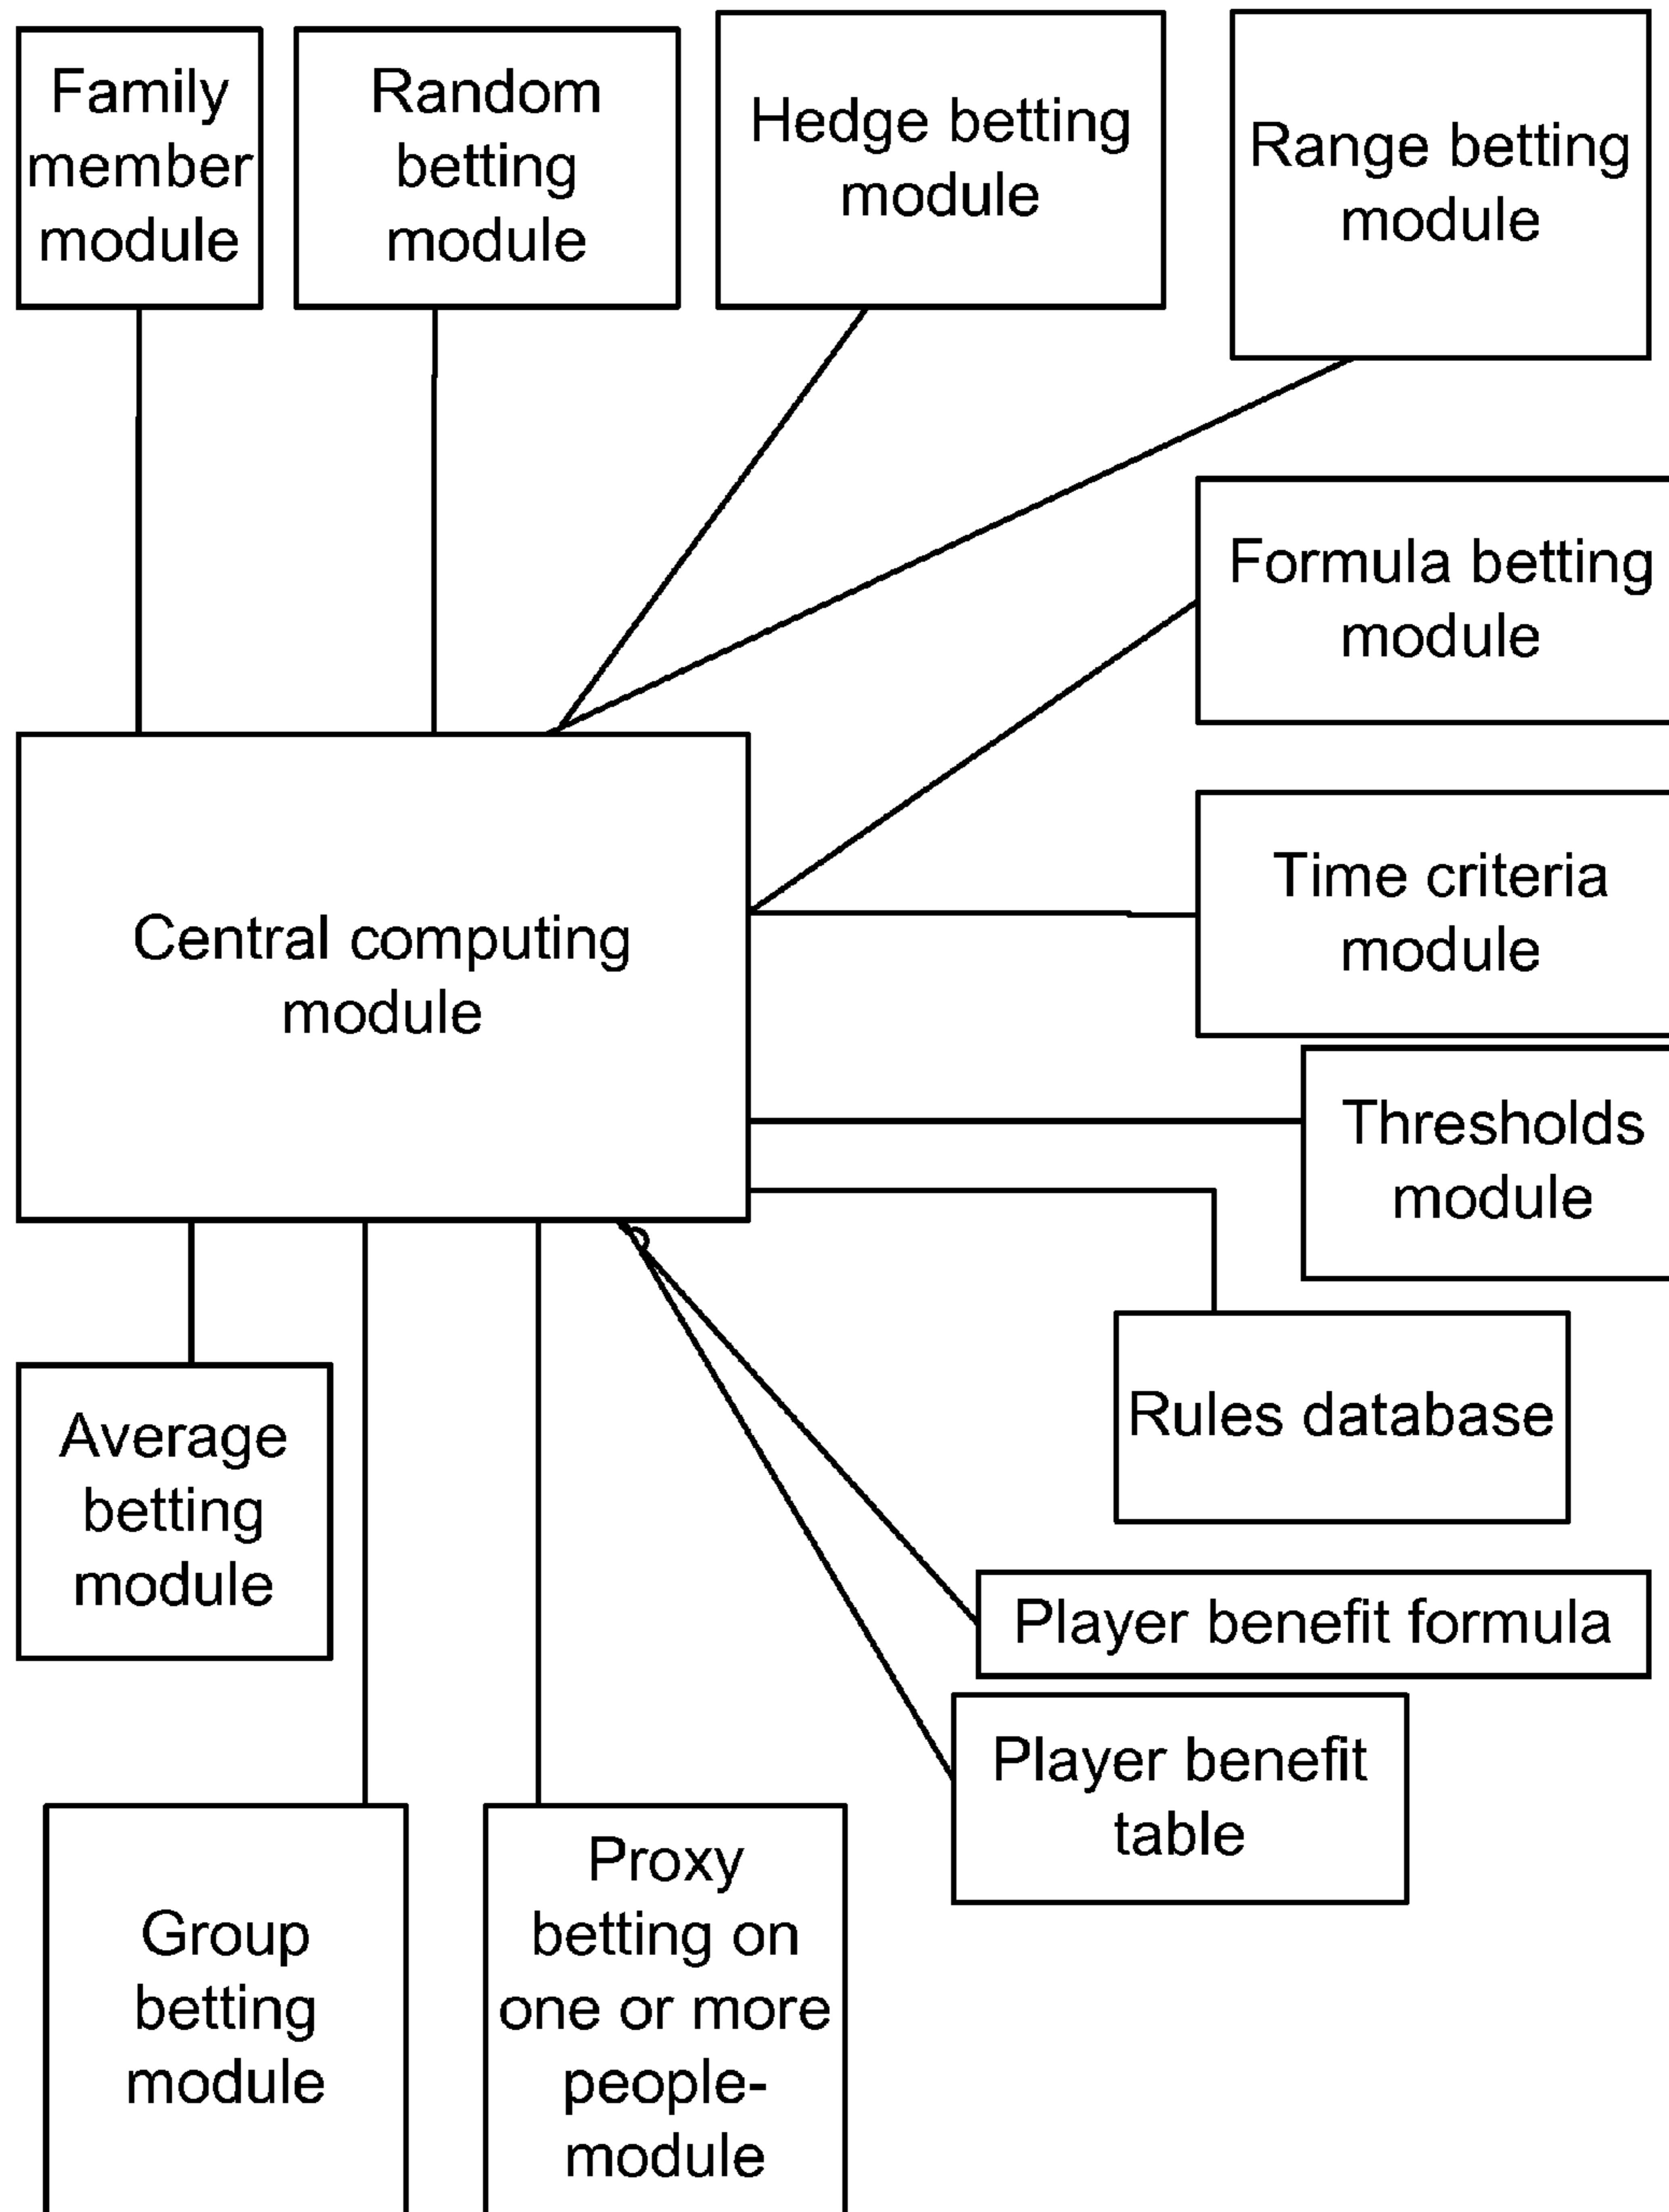 Family
member
module
Random
betting
module
Hedge betting
module
Range betting
module
Formula betting
module
Central computing
module
Time criteria
module
Thresholds
module
Rules database
Average
betting
module
Player benefit formula
Player benefit
table
Group
betting
module
Proxy
betting on
one or more
people-
module